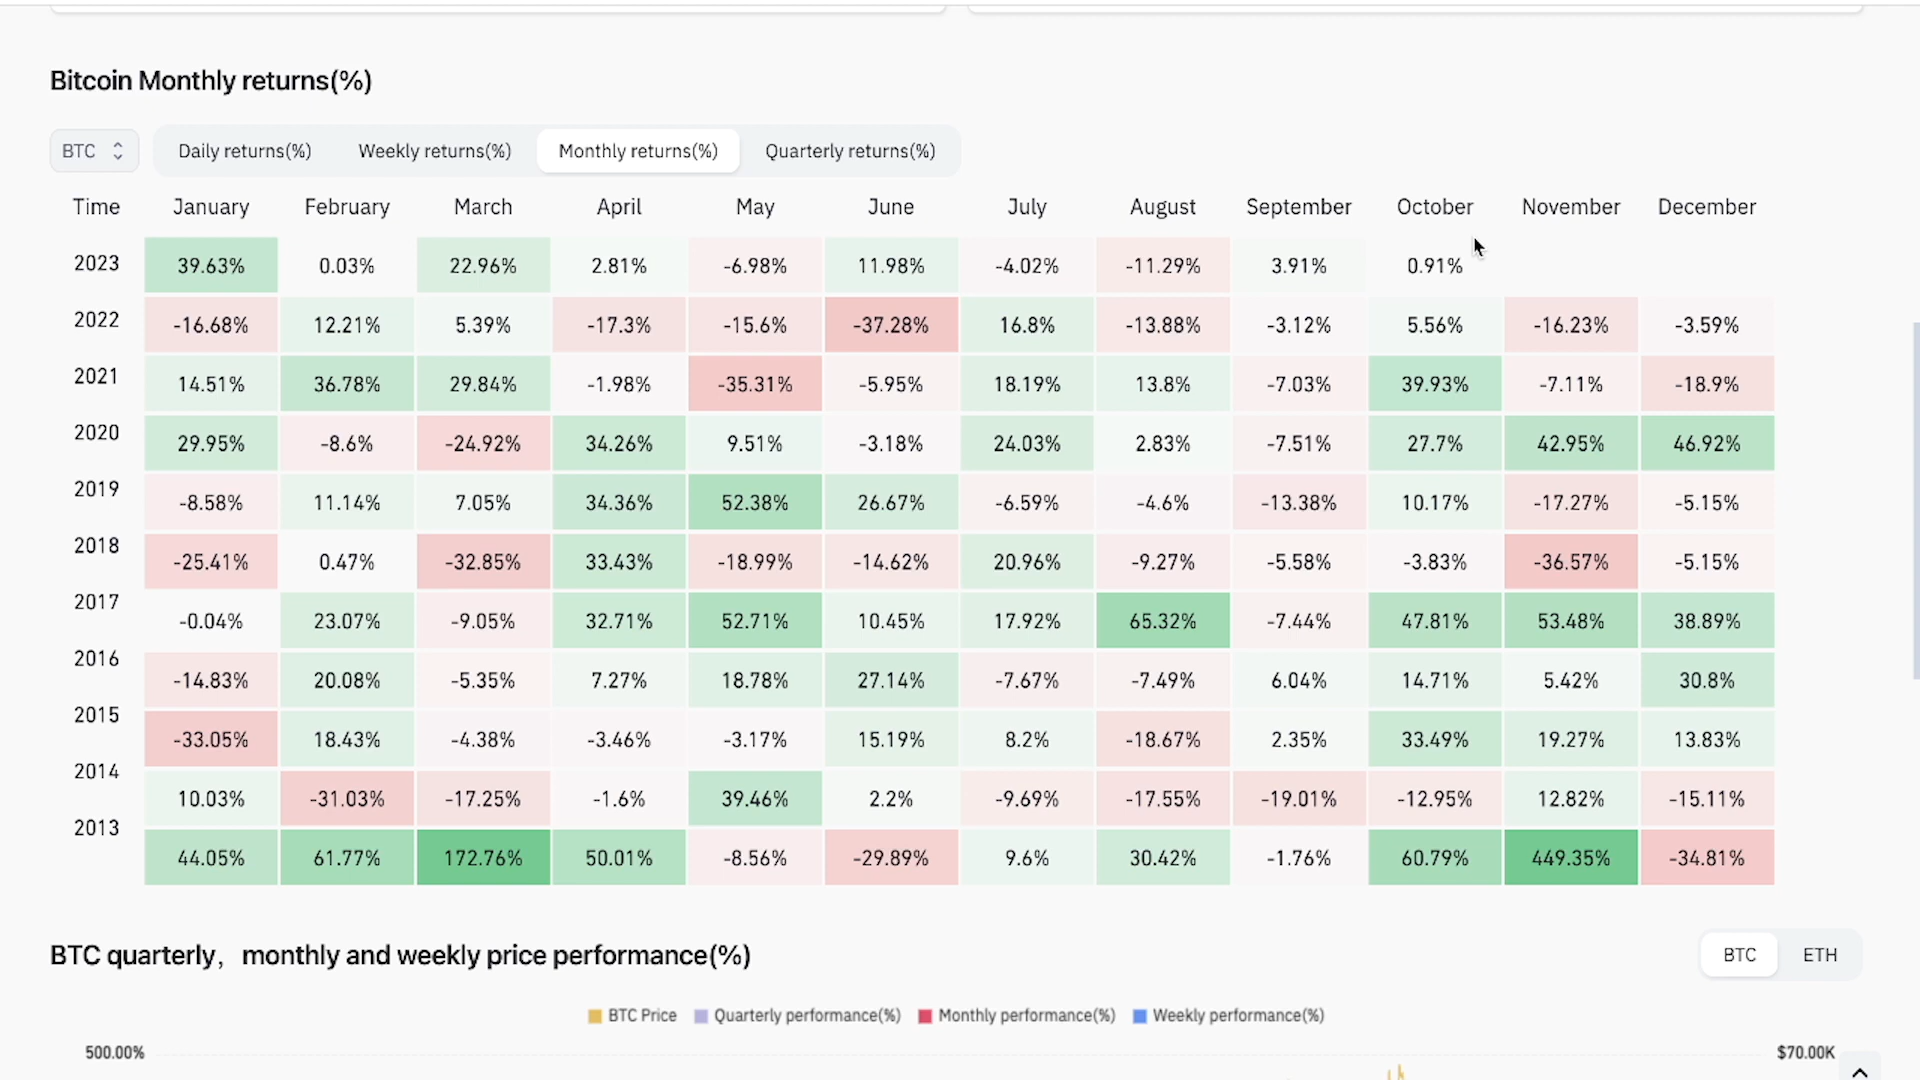 Bitcoin Monthly returns(%)
BTC Daily returns(%) Weekly returns(%) Monthly returns(%) Quarterly returns(%)
Time January February March April May June July August September October November December
2023 39.63% 0.03% 22.96% 2.81% -6.98% 11.98% -4.02% -11.29% 3.91% 0.91%
2022 -16.68% 12.21% 5.39% -17.3% -15.6% -37.28% 16.8% -13.88% -3.12% 5.56% -16.23% -3.59%
2021 14.51% 36.78% 29.84% -1.98% -35.31% -5.95% 18.19% 13.8% -7.03% 39.93% -7.11% -18.9%
2020 29.95% -8.6% -24.92% 34.26% 9.51% -3.18% 24.03% 2.83% -7.51% 27.7% 42.95% 46.92%
2019 -8.58% 11.14% 7.05% 34.36% 52.38% 26.67% -6.59% -4.6% -13.38% 10.17% -17.27% -5.15%
2018 -25.41% 0.47% -32.85% 33.43% -18.99% -14.62% 20.96% -9.27% -5.58% -3.83% -36.57% -5.15%
2017 -0.04% 23.07% -9.05% 32.71% 52.71% 10.45% 17.92% 65.32% -7.44% 47.81% 53.48% 38.89%
2016 -14.83% 20.08% -5.35% 7.27% 18.78% 27.14% -7.67% -7.49% 6.04% 14.71% 5.42% 30.8%
2015 -33.05% 18.43% -4.38% -3.46% -3.17% 15.19% 8.2% -18.67% 2.35% 33.49% 19.27% 13.83%
2014 10.03% -31.03% -17.25% -1.6% 39.46% 2.2% -9.69% -17.55% -19.01% -12.95% 12.82% -15.11%
2013 44.05% 61.77% 172.76% 50.01% -8.56% -29.89% 9.6% 30.42% -1.76% 60.79% 449.35% -34.81%
BTC quarterly，monthly and weekly price performance(%) BTC ETH
BTC Price Quarterly performance(%) Monthly performance(%) Weekly performance(%)
500.00% $70.00K